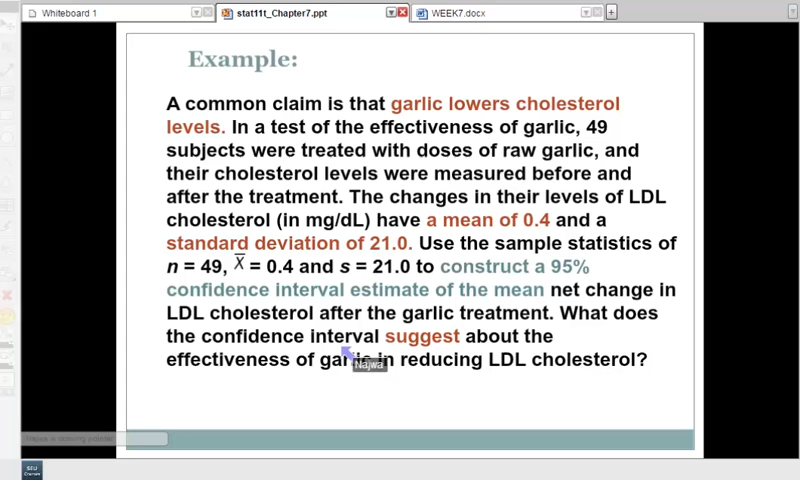 Whiteboard 1
stat11t_Chapter7.ppt
WEEK7.docx
Example:
A common claim is that garlic lowers cholesterol
levels. In a test of the effectiveness of garlic, 49
subjects were treated with doses of raw garlic, and
their cholesterol levels were measured before and
after the treatment. The changes in their levels of LDL
cholesterol (in mg/dL) have a mean of 0.4 and a
standard deviation of 21.0. Use the sample statistics of
n = 49, x̄ = 0.4 and s = 21.0 to construct a 95%
confidence interval estimate of the mean net change in
LDL cholesterol after the garlic treatment. What does
the confidence interval suggest about the
effectiveness of garlic in reducing LDL cholesterol?
Najwa
SEU